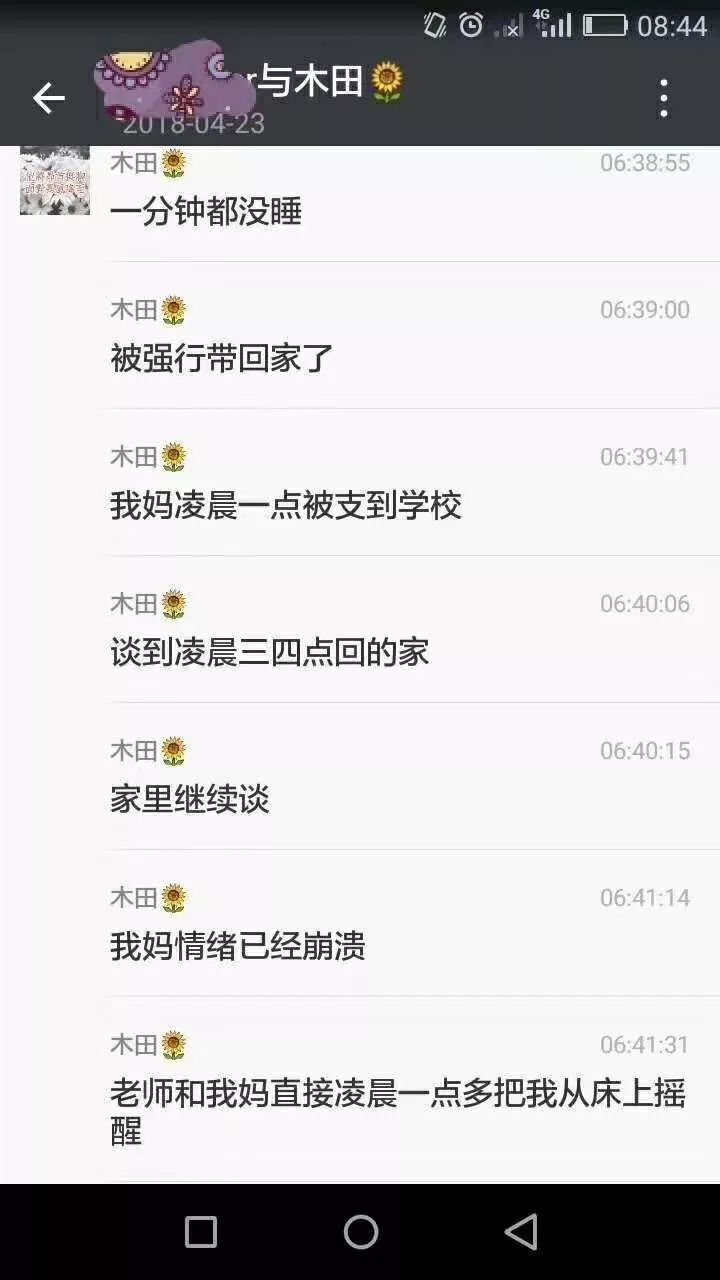 4G 08:44
与木田🌻
2018-04-23
木田🌻 06:38:55
一分钟都没睡
木田🌻 06:39:00
被强行带回家了
木田🌻 06:39:41
我妈凌晨一点被支到学校
木田🌻 06:40:06
谈到凌晨三四点回的家
木田🌻 06:40:15
家里继续谈
木田🌻 06:41:14
我妈情绪已经崩溃
木田🌻 06:41:31
老师和我妈直接凌晨一点多把我从床上摇
醒